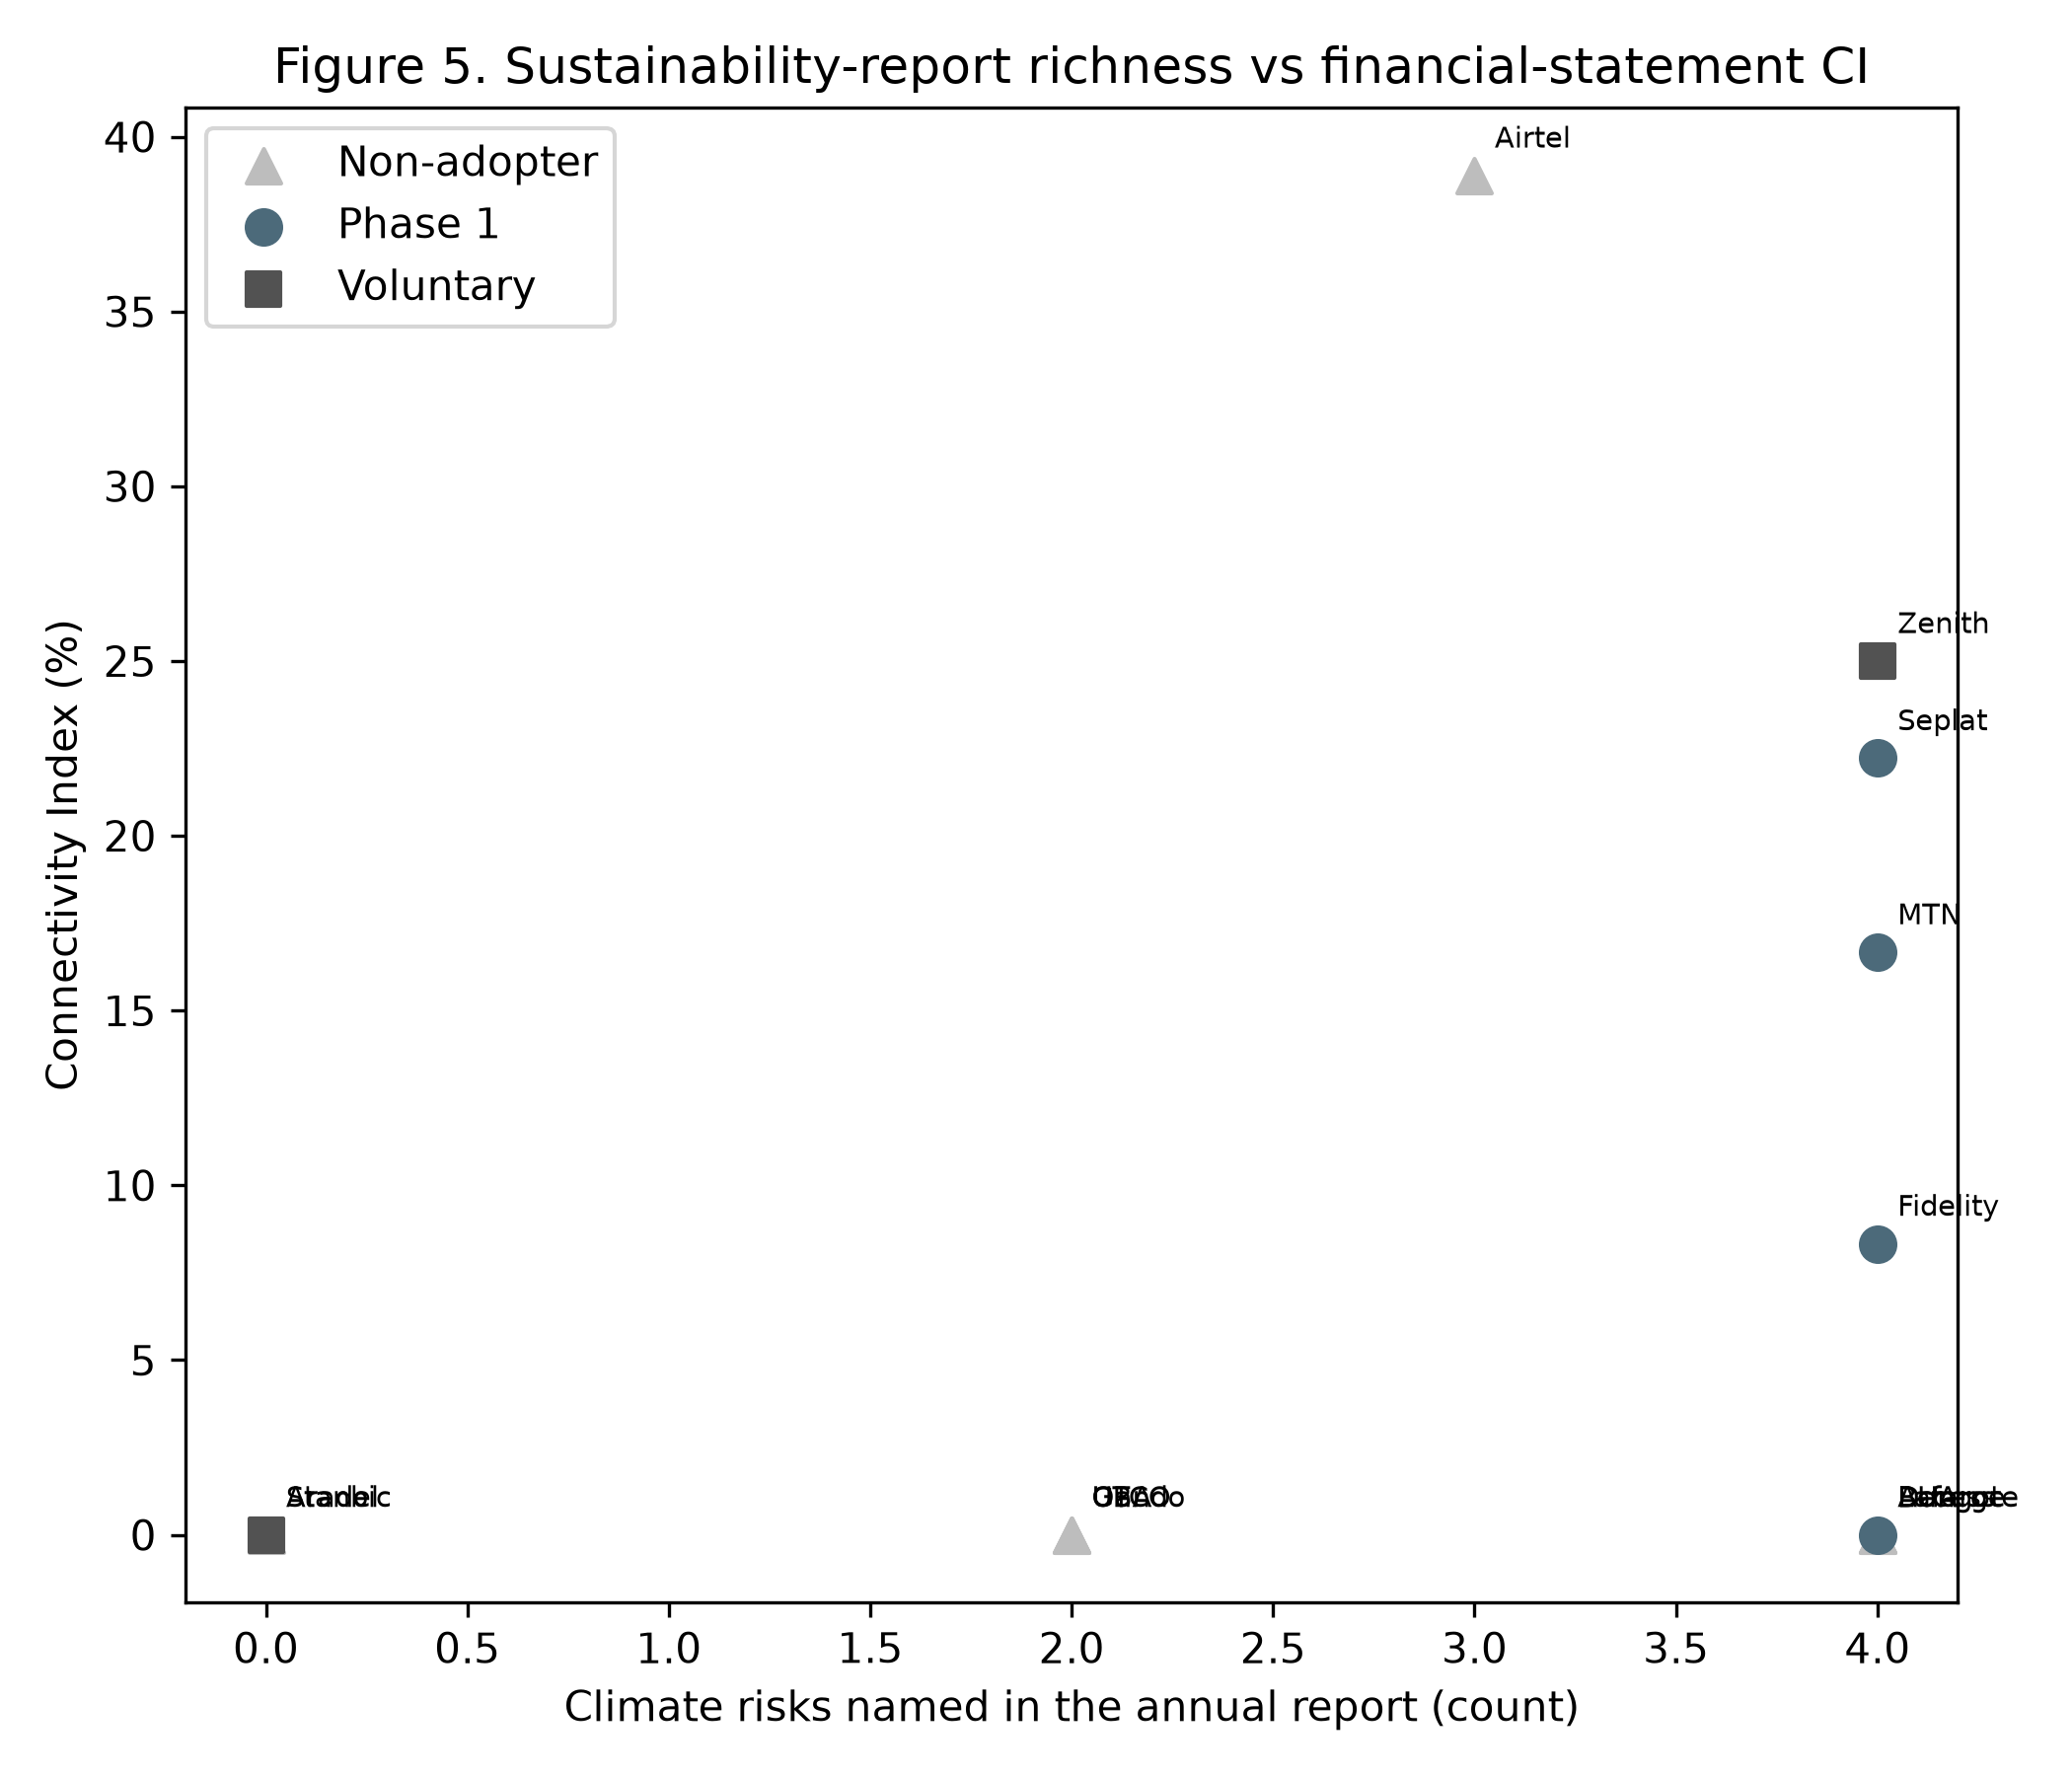 Figure 5. Sustainability-report richness vs financial-statement CI
Non-adopter
Phase 1
Voluntary
Airtel
Zenith
Seplat
MTN
Fidelity
Connectivity Index (%)
40
35
30
25
20
15
10
5
0
0.0 0.5 1.0 1.5 2.0 2.5 3.0 3.5 4.0
Climate risks named in the annual report (count)